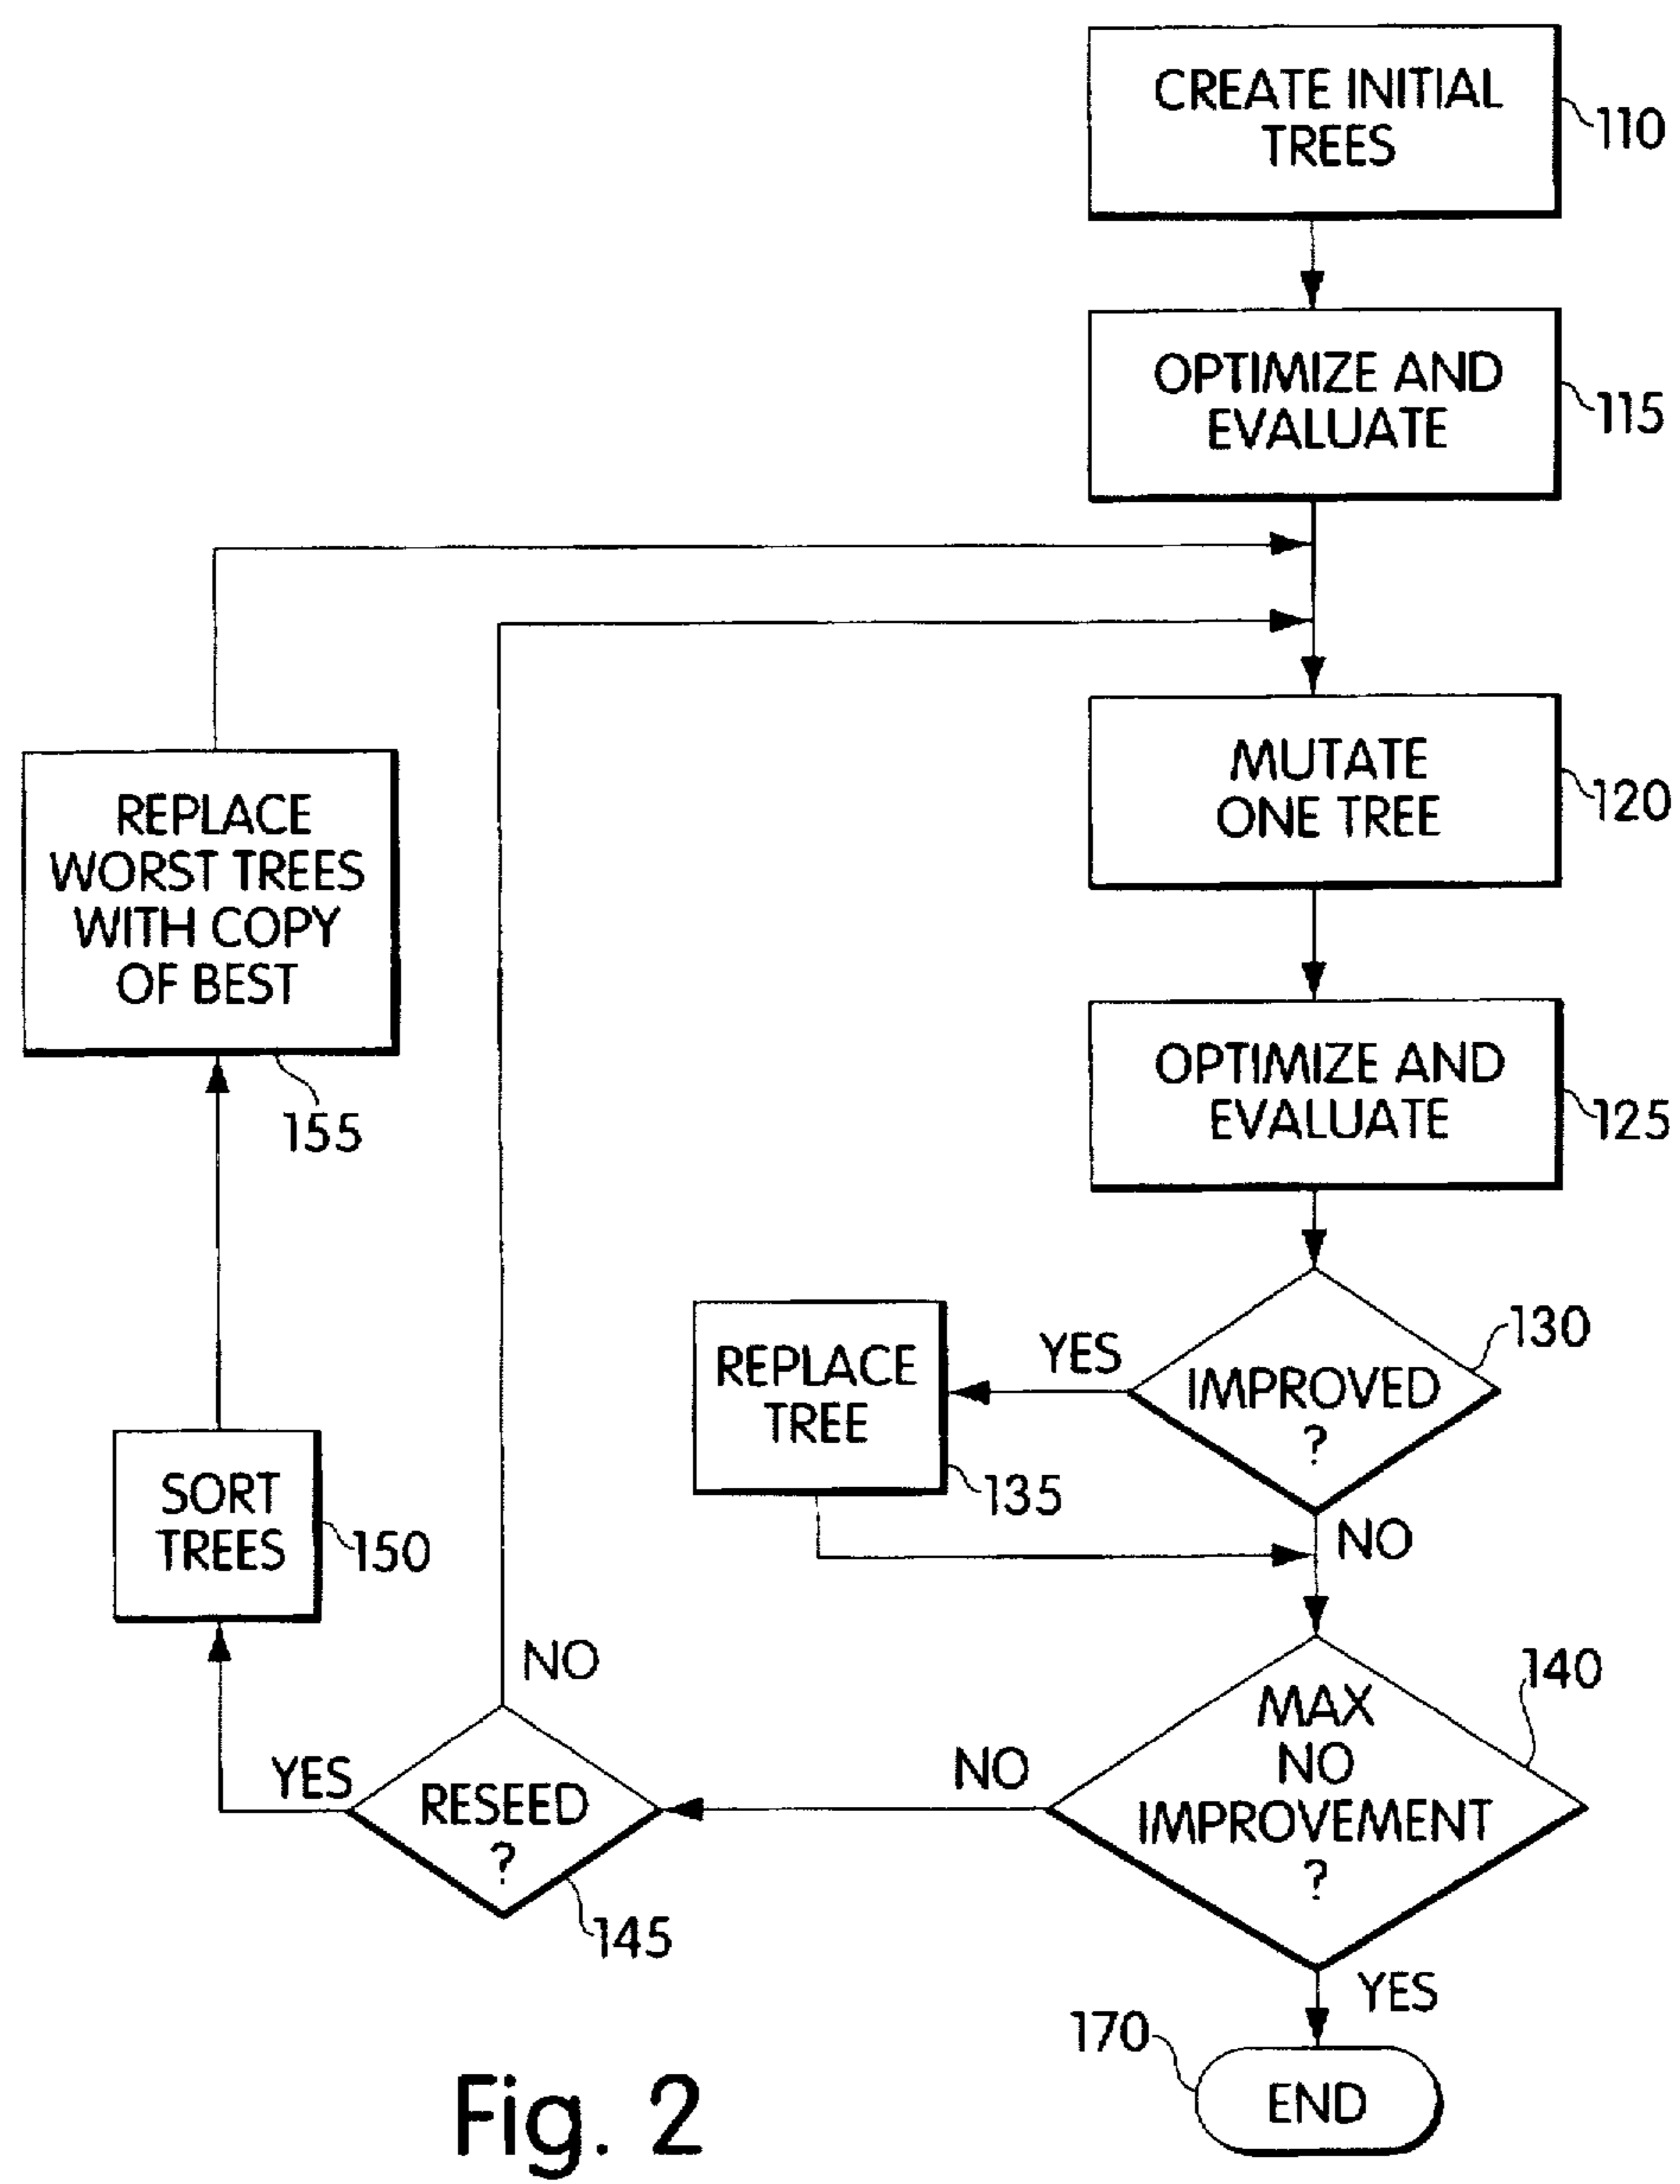 CREATE INITIAL
TREES
110
OPTIMIZE AND
EVALUATE
115
MUTATE
ONE TREE
120
REPLACE
WORST TREES
WITH COPY
OF BEST
155
OPTIMIZE AND
EVALUATE
125
IMPROVED
?
130
YES
NO
REPLACE
TREE
135
SORT
TREES
150
MAX
NO
IMPROVEMENT
?
140
NO
YES
RESEED
?
145
NO
YES
END
170
Fig. 2